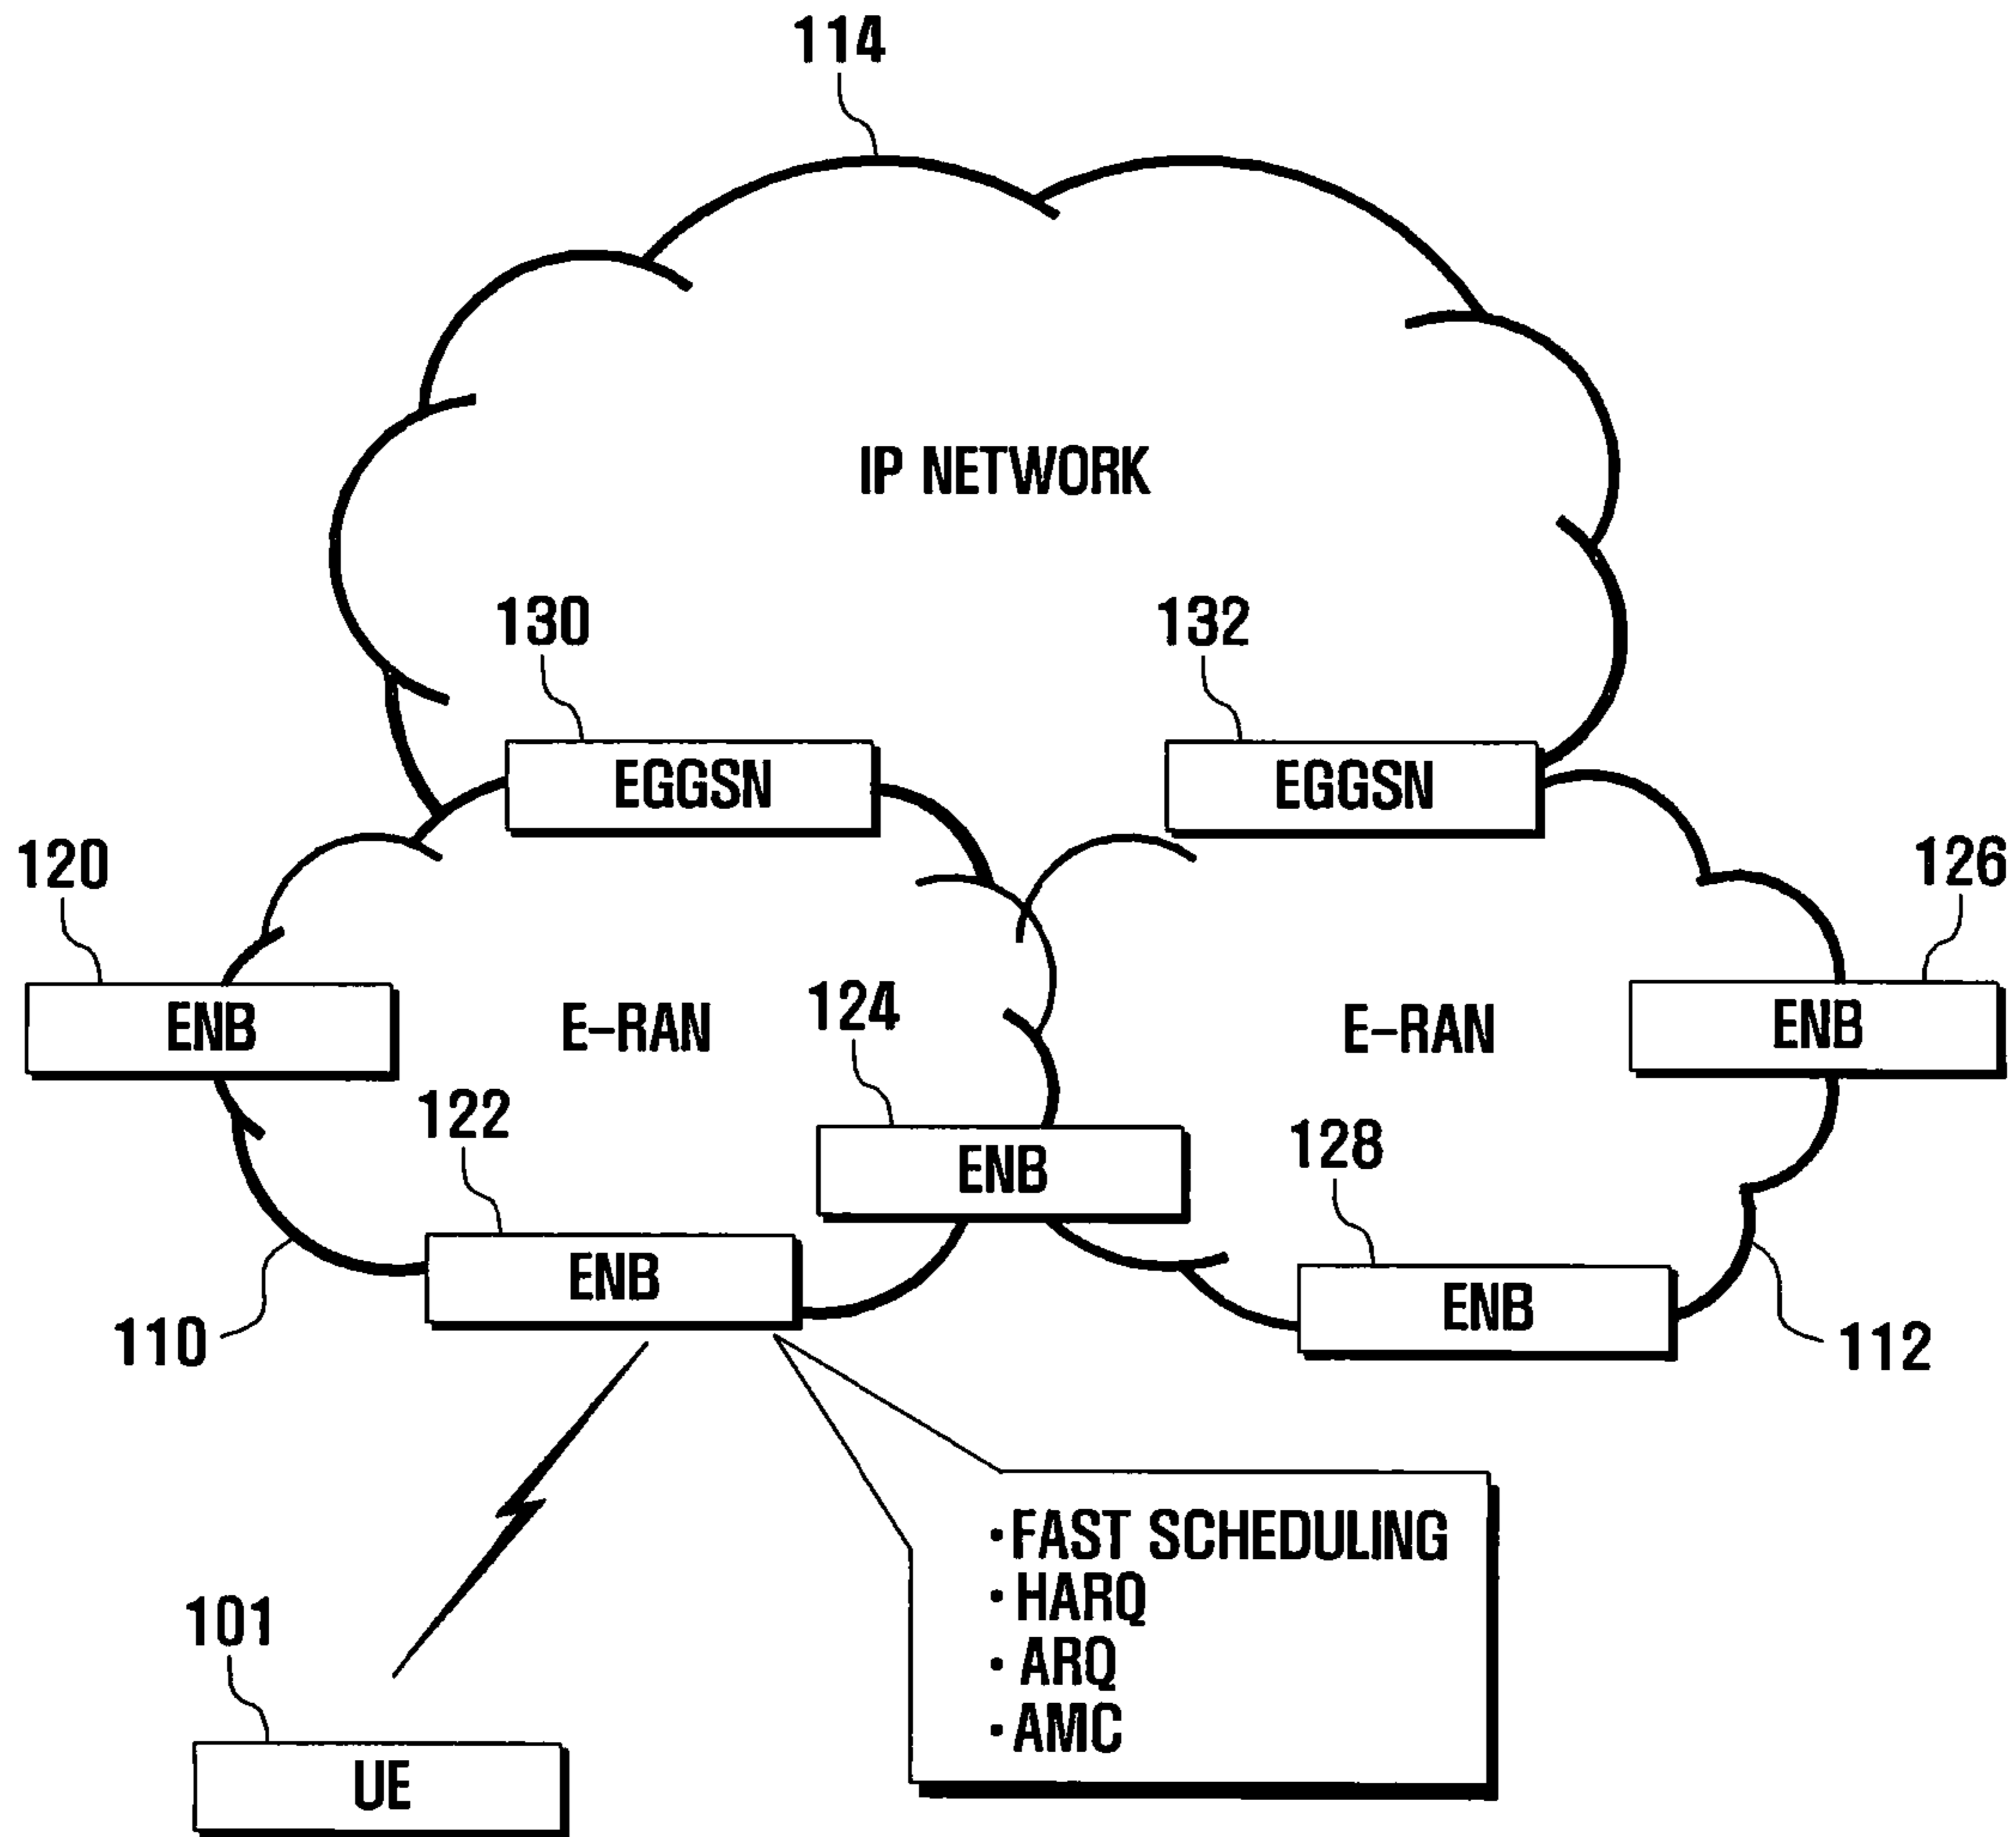 114
IP NETWORK
130
132
EGGSN
EGGSN
120
126
ENB
E-RAN
124
E-RAN
ENB
122
128
ENB
ENB
ENB
110
112
·FAST SCHEDULING
·HARQ
·ARQ
·AMC
101
UE